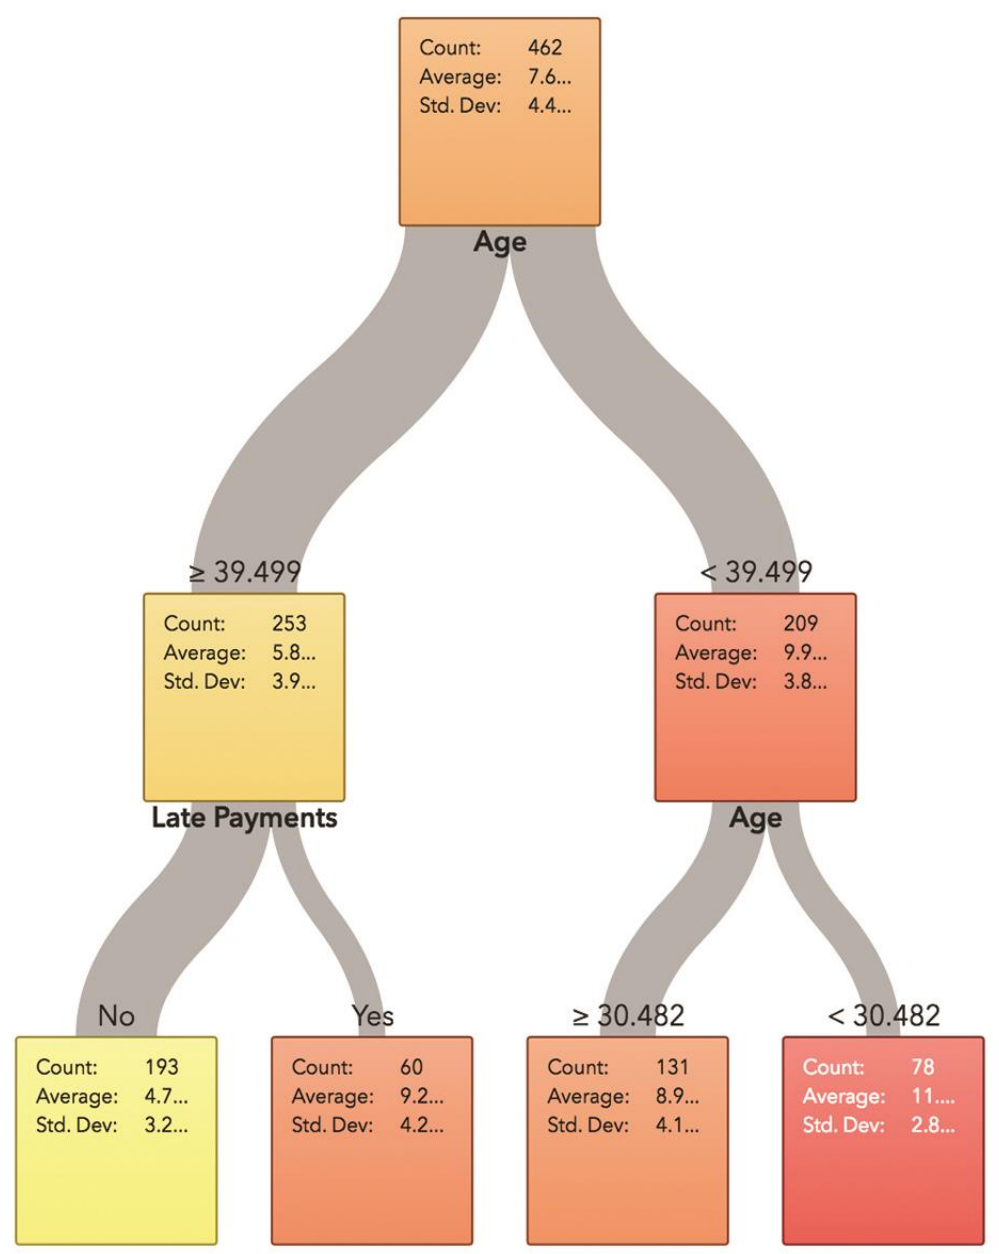 Count: 462
Average: 7.6...
Std. Dev: 4.4...
Age
≥ 39.499
< 39.499
Count: 253
Average: 5.8...
Std. Dev: 3.9...
Count: 209
Average: 9.9...
Std. Dev: 3.8...
Late Payments
Age
No
Yes
≥ 30.482
< 30.482
Count: 193
Average: 4.7...
Std. Dev: 3.2...
Count: 60
Average: 9.2...
Std. Dev: 4.2...
Count: 131
Average: 8.9...
Std. Dev: 4.1...
Count: 78
Average: 11....
Std. Dev: 2.8...